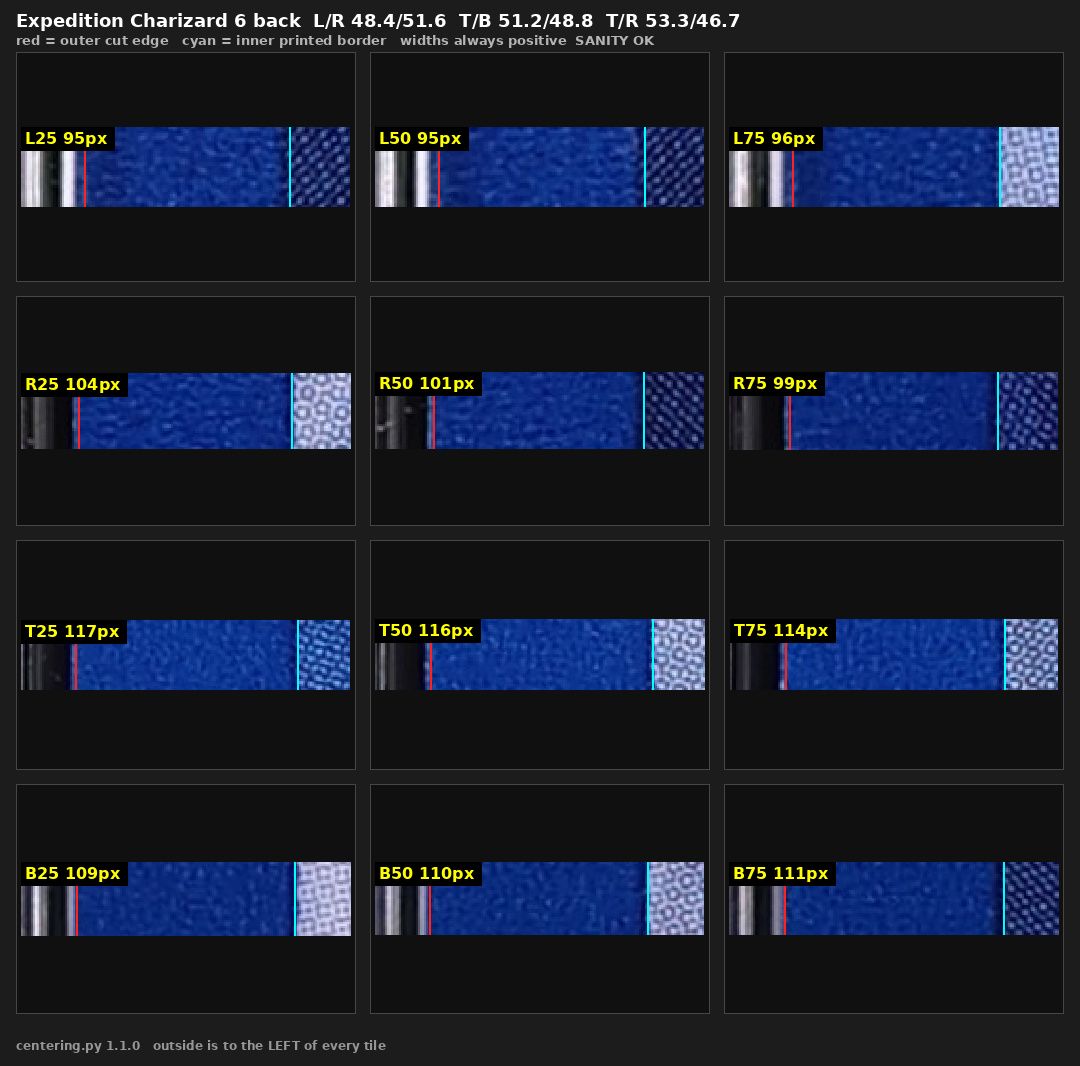 Expedition Charizard 6 back  L/R 48.4/51.6  T/B 51.2/48.8  T/R 53.3/46.7
red = outer cut edge   cyan = inner printed border   widths always positive  SANITY OK
L25 95px
L50 95px
L75 96px
R25 104px
R50 101px
R75 99px
T25 117px
T50 116px
T75 114px
B25 109px
B50 110px
B75 111px
centering.py 1.1.0   outside is to the LEFT of every tile